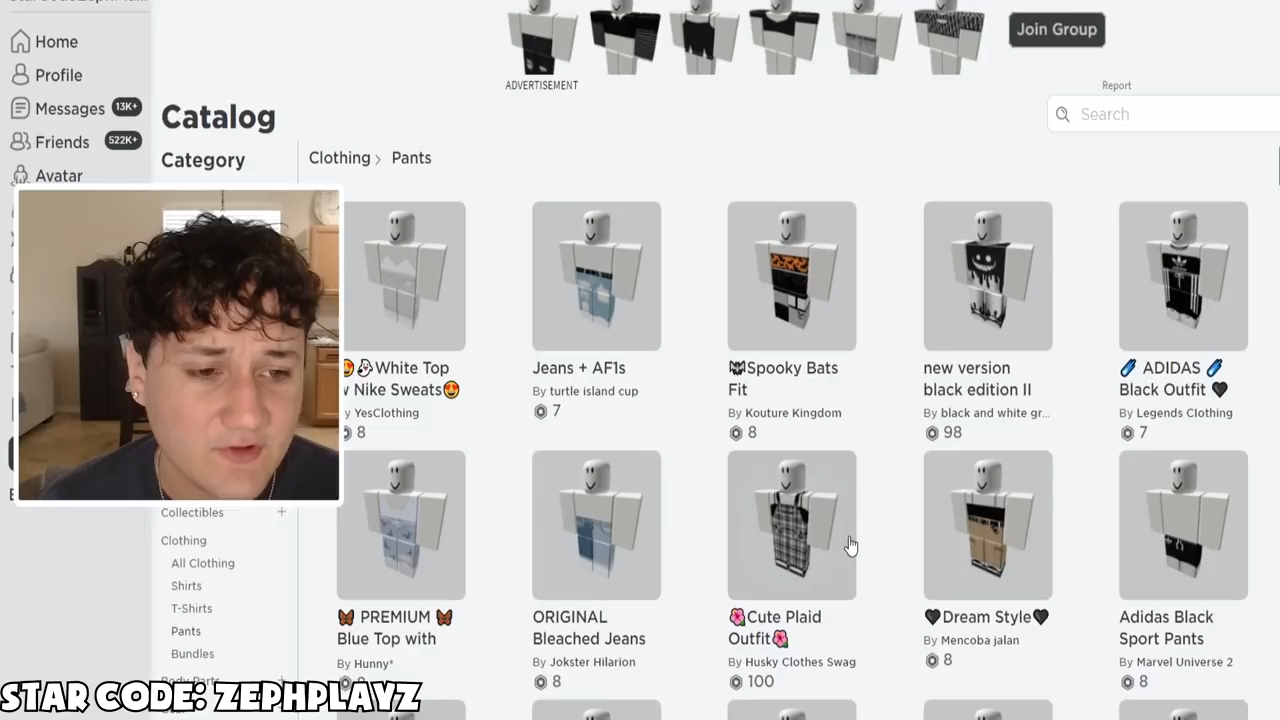 Home
Profile
Messages 13K+
Friends 522K+
Avatar
Join Group
ADVERTISEMENT
Report
Catalog
Search
Category
Clothing > Pants
White Top
Nike Sweats
By YesClothing
8
Jeans + AF1s
By turtle island cup
7
Spooky Bats
Fit
By Kouture Kingdom
8
new version
black edition II
By black and white gr...
98
ADIDAS
Black Outfit
By Legends Clothing
7
Collectibles +
Clothing
All Clothing
Shirts
T-Shirts
Pants
Bundles
Body Parts
PREMIUM
Blue Top with
By Hunny*
ORIGINAL
Bleached Jeans
By Jokster Hilarion
8
Cute Plaid
Outfit
By Husky Clothes Swag
100
Dream Style
By Mencoba jalan
8
Adidas Black
Sport Pants
By Marvel Universe 2
8
STAR CODE: ZEPHPLAYZ